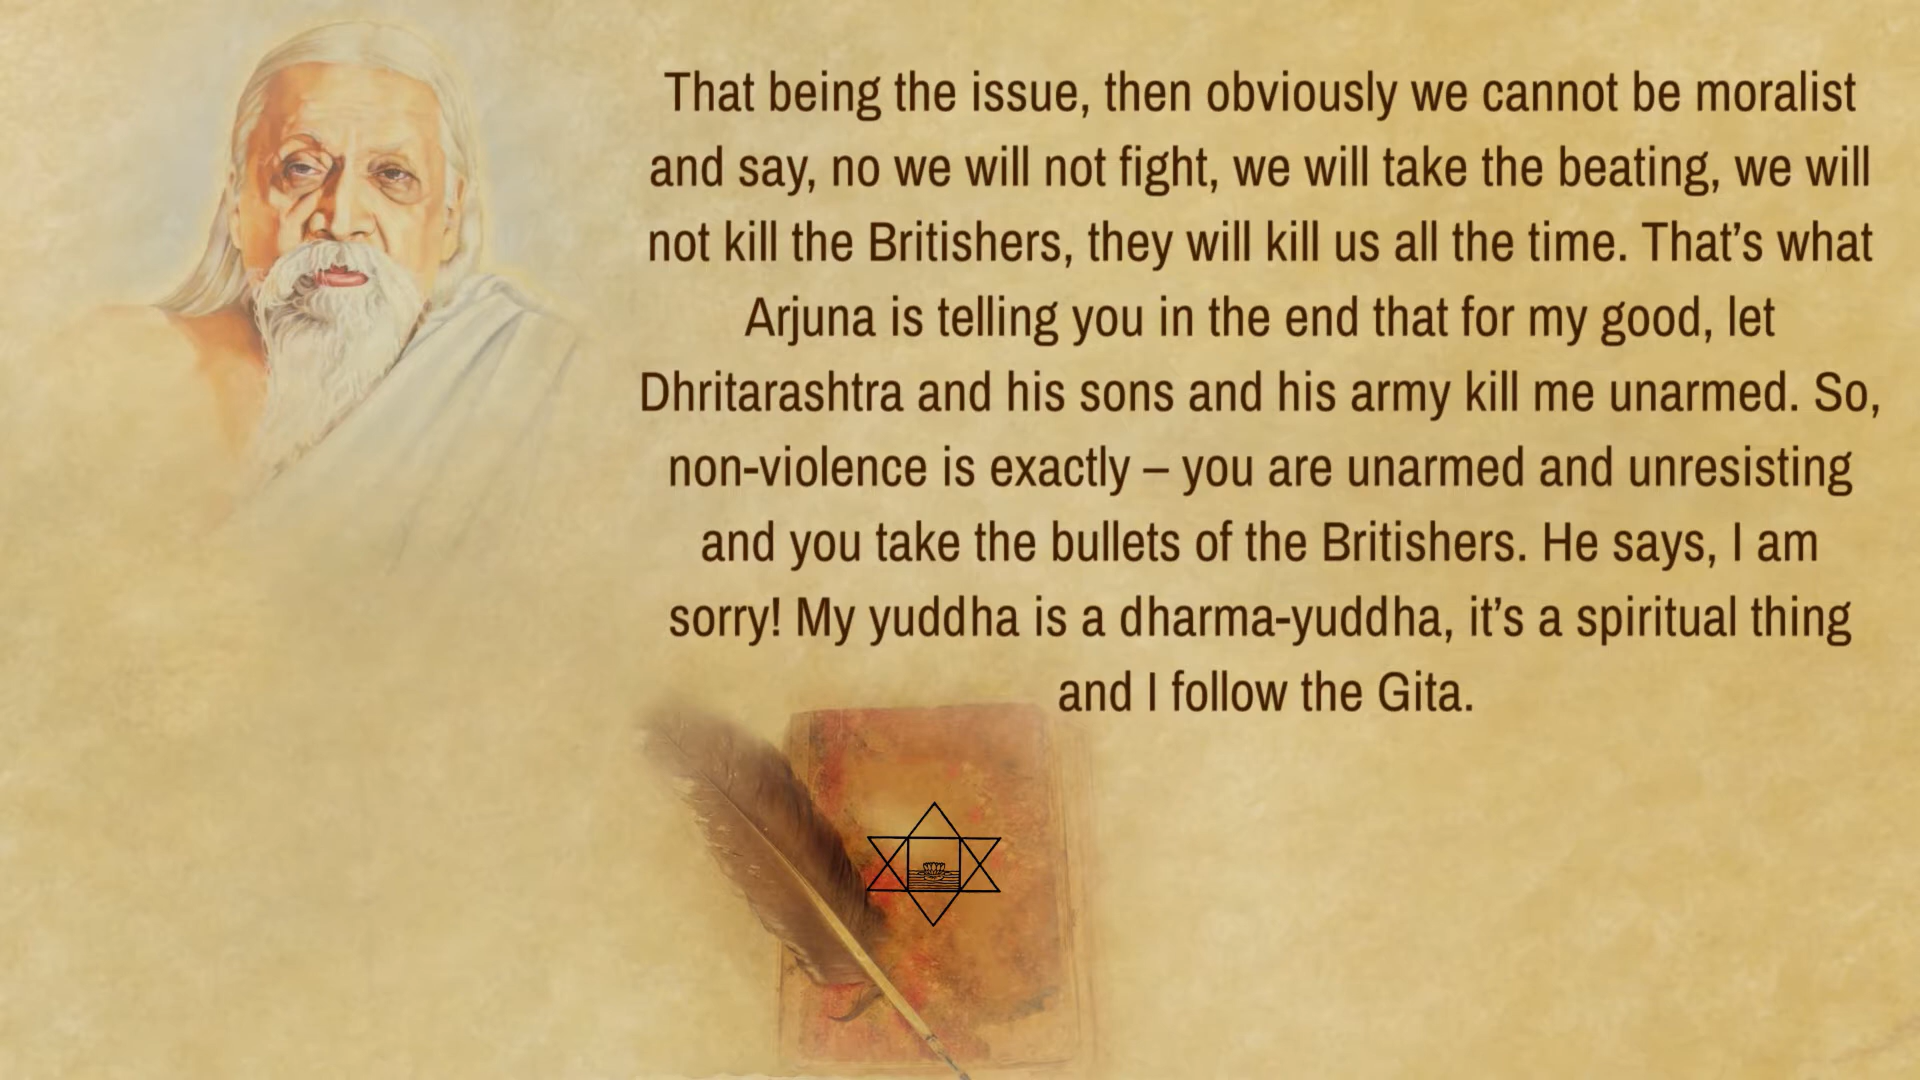 That being the issue, then obviously we cannot be moralist
and say, no we will not fight, we will take the beating, we will
not kill the Britishers, they will kill us all the time. That’s what
Arjuna is telling you in the end that for my good, let
Dhritarashtra and his sons and his army kill me unarmed. So,
non-violence is exactly – you are unarmed and unresisting
and you take the bullets of the Britishers. He says, I am
sorry! My yuddha is a dharma-yuddha, it’s a spiritual thing
and I follow the Gita.